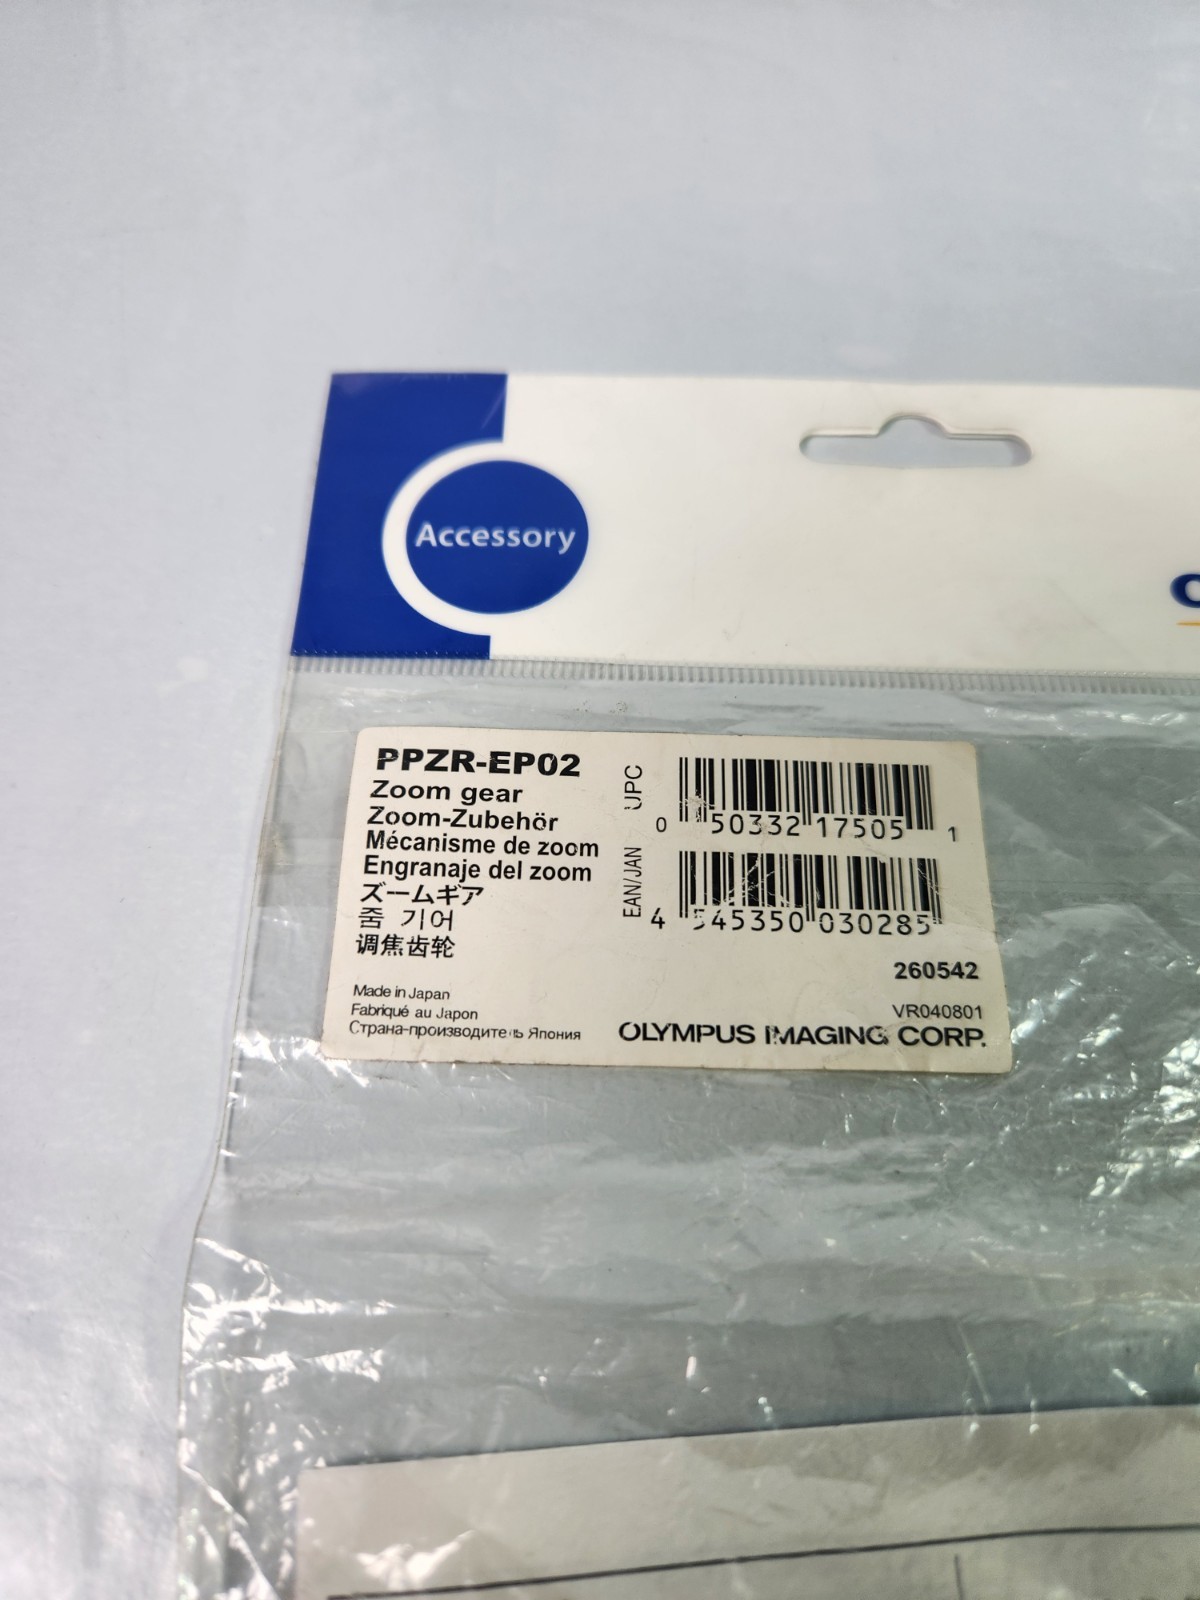 Accessory
PPZR-EP02
Zoom gear
Zoom-Zubehör
Mécanisme de zoom
Engranaje del zoom
ズームギア
줌 기어
调焦齿轮
UPC
0 50332 17505 1
EAN/JAN
4 545350 030285
260542
Made in Japan
Fabriqué au Japon
Страна-производитель Япония
VR040801
OLYMPUS IMAGING CORP.